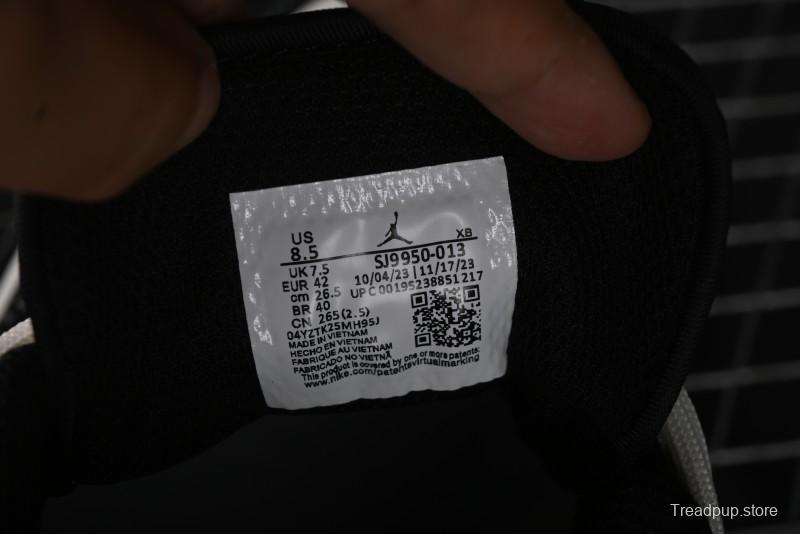 US
8.5
XB
SJ9950-013
UK 7.5
10/04/23 | 11/17/23
EUR 42
UPC 00195238851217
cm 26.5
BR 40
CN 265(2.5)
04YZTK25MH95J
MADE IN VIETNAM
HECHO EN VIETNAM
FABRIQUE AU VIETNAM
FABRICADO NO VIETNÃ
This product is covered by one or more patents:
www.nike.com/patentsvirtualmarking
Treadpup.store